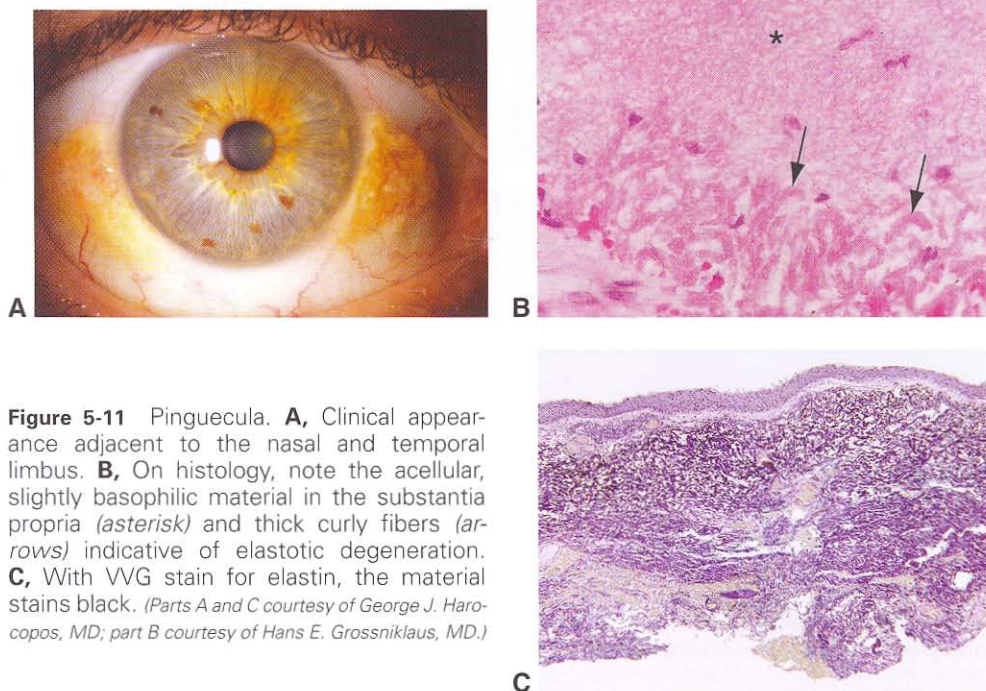 A
*
B
Figure 5-11 Pinguecula. A, Clinical appear-
ance adjacent to the nasal and temporal
limbus. B, On histology, note the acellular,
slightly basophilic material in the substantia
propria (asterisk) and thick curly fibers (ar-
rows) indicative of elastotic degeneration.
C, With VVG stain for elastin, the material
stains black. (Parts A and C courtesy of George J. Haro-
copos, MD; part B courtesy of Hans E. Grossniklaus, MD.)
C